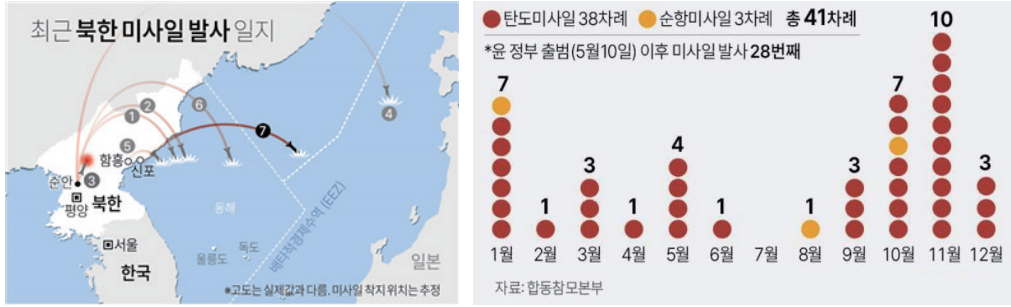 최근 북한 미사일 발사 일지
6
4
2
1
7
5
함흥
신포
3
순안
평양
북한
동해
배타적경제수역 (EEZ)
서울
독도
울릉도
한국
일본
*고도는 실제값과 다름. 미사일 착지 위치는 추정
탄도미사일 38차례 순항미사일 3차례 총 41차례
*윤 정부 출범(5월10일) 이후 미사일 발사 28번째
7 1 3 1 4 1 1 3 7 10 3
1월 2월 3월 4월 5월 6월 7월 8월 9월 10월 11월 12월
자료: 합동참모본부